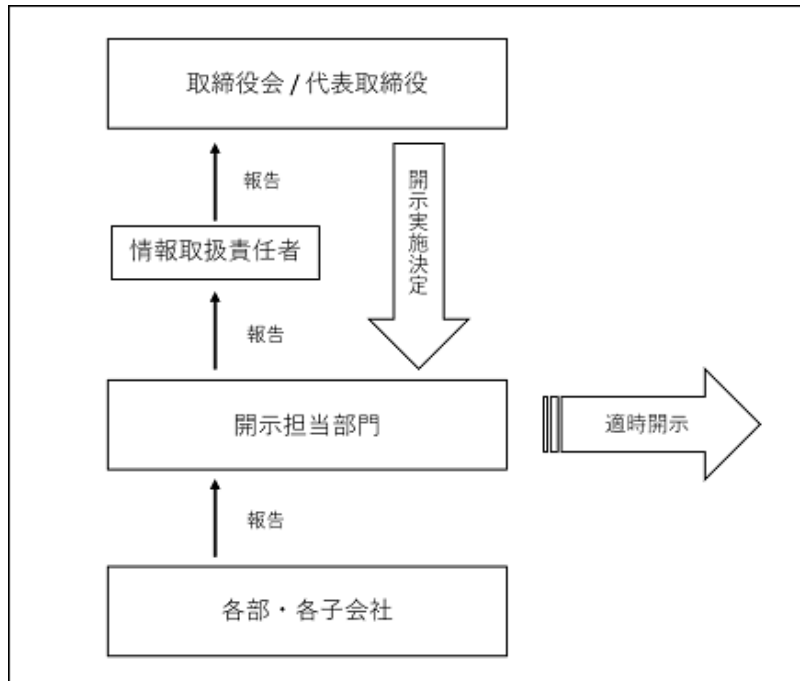 取締役会 / 代表取締役
報告
開示実施決定
情報取扱責任者
報告
開示担当部門
適時開示
報告
各部・各子会社